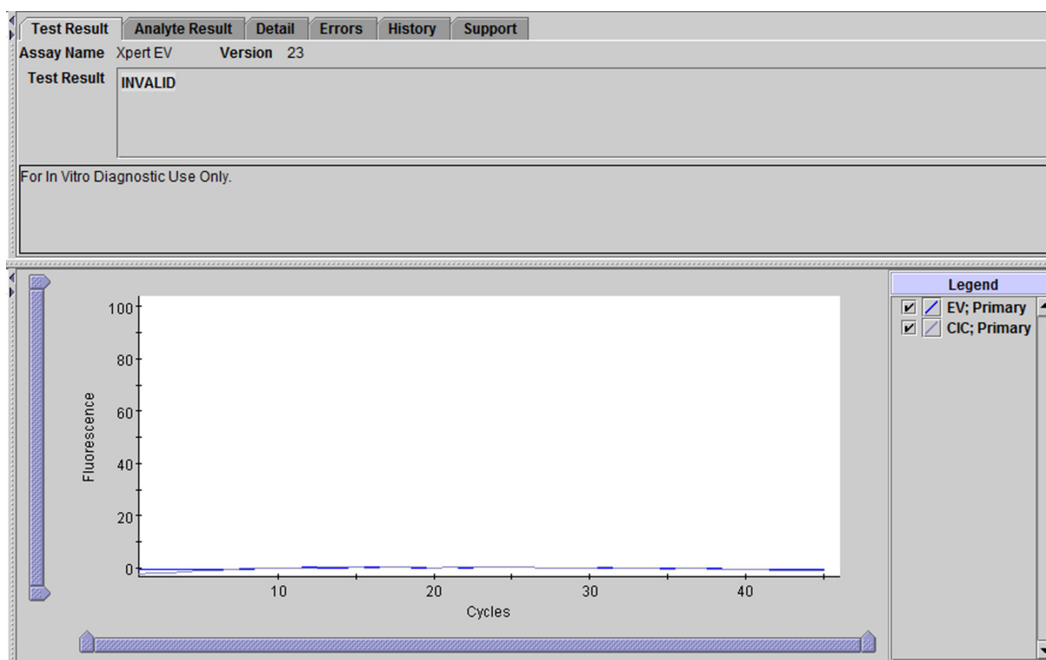 Test Result Analyte Result Detail Errors History Support
Assay Name Xpert EV Version 23
Test Result INVALID
For In Vitro Diagnostic Use Only.
Legend
EV; Primary
CIC; Primary
100
80
60
40
20
0
Fluorescence
10 20 30 40
Cycles